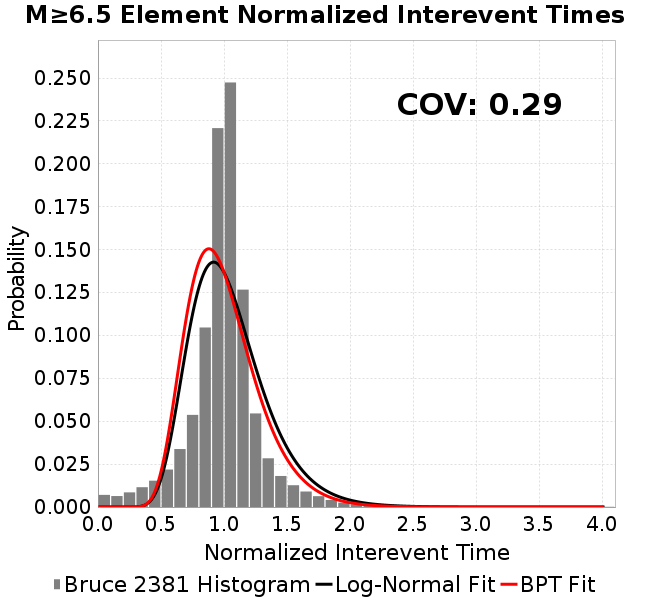 M≥6.5 Element Normalized Interevent Times
COV: 0.29
Probability
0.250
0.225
0.200
0.175
0.150
0.125
0.100
0.075
0.050
0.025
0.000
0.0 0.5 1.0 1.5 2.0 2.5 3.0 3.5 4.0
Normalized Interevent Time
Bruce 2381 Histogram Log-Normal Fit BPT Fit